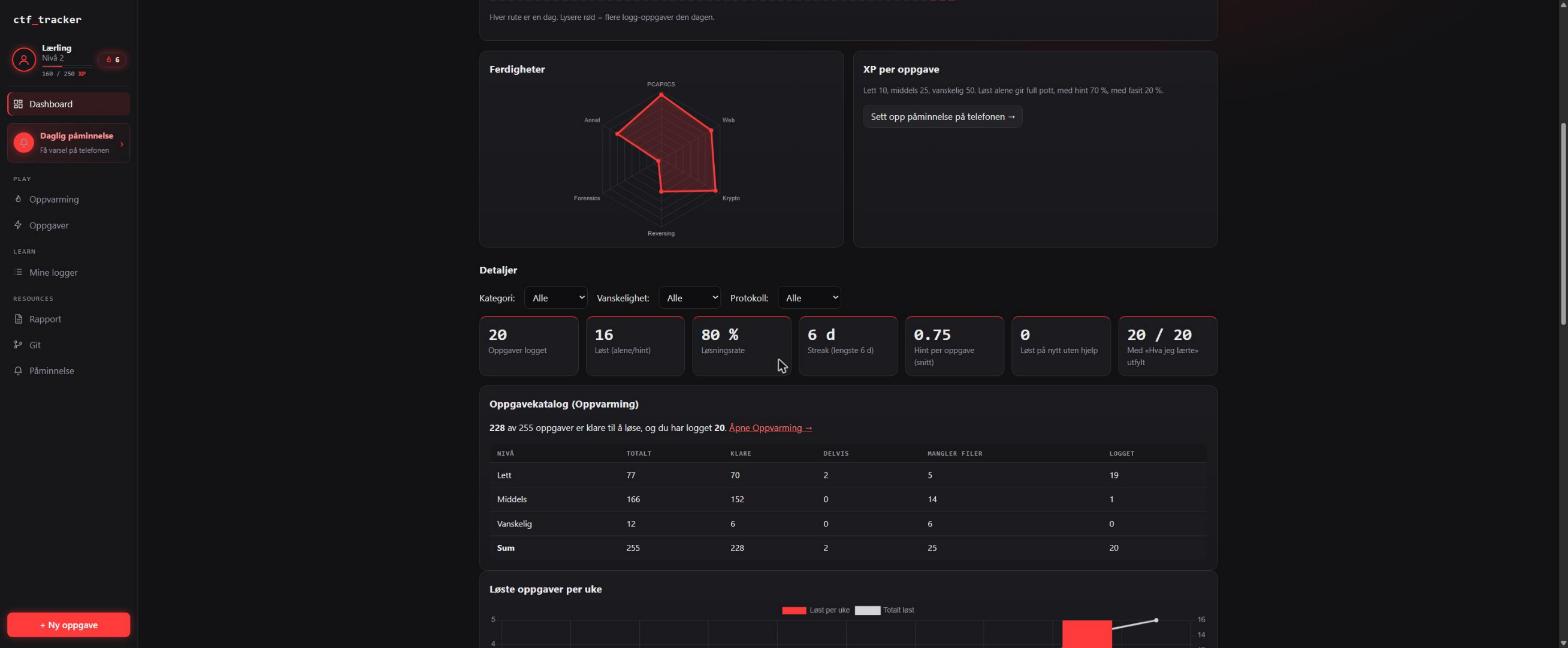 ctf_tracker
Lærling
Nivå 2
160 / 250 XP
6
Dashboard
Daglig påminnelse
Få varsel på telefonen
PLAY
Oppvarming
Oppgaver
LEARN
Mine logger
RESOURCES
Rapport
Git
Påminnelse
+ Ny oppgave
Hver rute er en dag. Lysere rød = flere logg-oppgaver den dagen.
Ferdigheter
PCAP/ICS
Annet
Web
Forensics
Krypto
Reversing
XP per oppgave
Lett 10, middels 25, vanskelig 50. Løst alene gir full pott, med hint 70 %, med fasit 20 %.
Sett opp påminnelse på telefonen →
Detaljer
Kategori: Alle Vanskelighet: Alle Protokoll: Alle
20
Oppgaver logget
16
Løst (alene/hint)
80 %
Løsningsrate
6 d
Streak (lengste 6 d)
0.75
Hint per oppgave
(snitt)
0
Løst på nytt uten hjelp
20 / 20
Med «Hva jeg lærte»
utfylt
Oppgavekatalog (Oppvarming)
228 av 255 oppgaver er klare til å løse, og du har logget 20. Åpne Oppvarming →
NIVÅ TOTALT KLARE DELVIS MANGLER FILER LOGGET
Lett 77 70 2 5 19
Middels 166 152 0 14 1
Vanskelig 12 6 0 6 0
Sum 255 228 2 25 20
Løste oppgaver per uke
Løst per uke Totalt løst
5 16
14
4